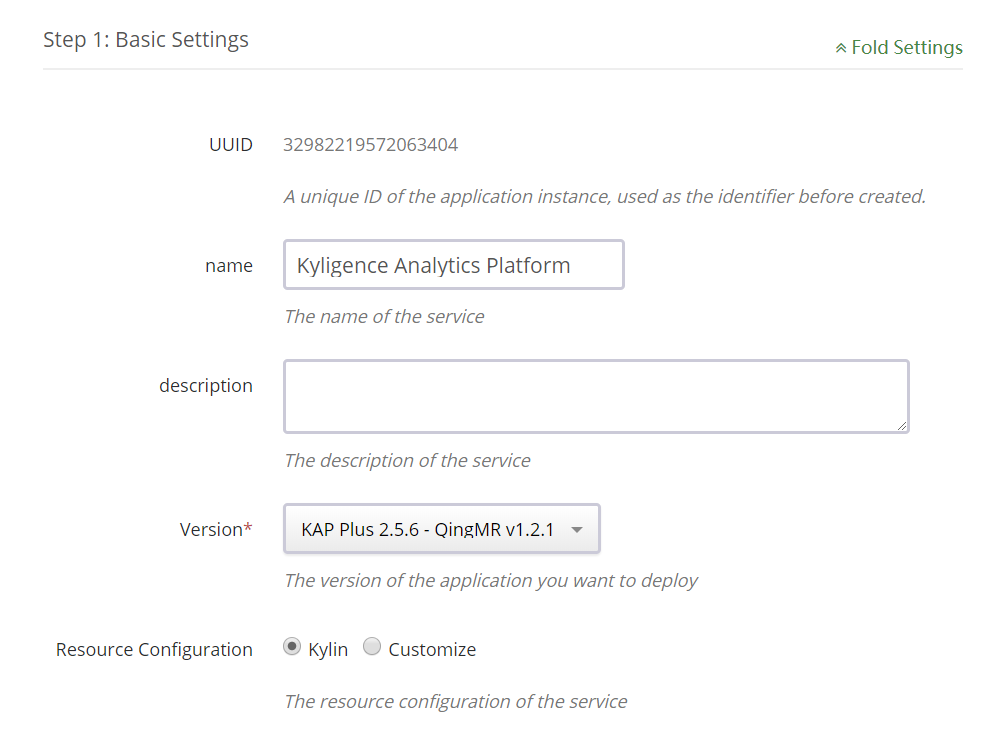 Step 1: Basic Settings
Fold Settings
UUID 32982219572063404
A unique ID of the application instance, used as the identifier before created.
name Kyligence Analytics Platform
The name of the service
description
The description of the service
Version* KAP Plus 2.5.6 - QingMR v1.2.1
The version of the application you want to deploy
Resource Configuration Kylin Customize
The resource configuration of the service